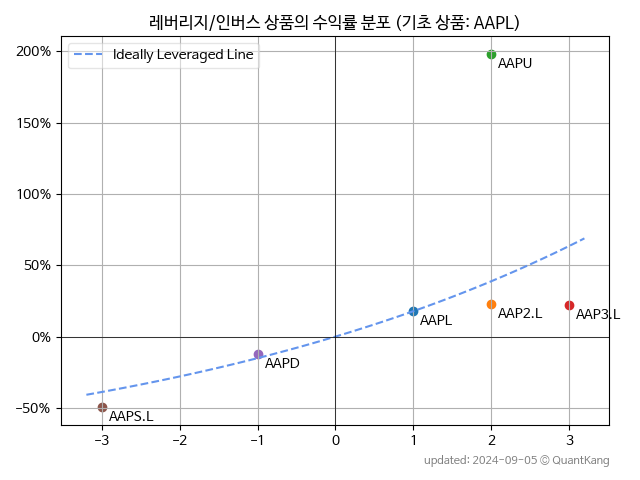 레버리지/인버스 상품의 수익률 분포 (기초 상품: AAPL)
200%
150%
100%
50%
0%
−50%
Ideally Leveraged Line
AAPU
AAPL
AAP2.L
AAP3.L
AAPD
AAPS.L
−3 −2 −1 0 1 2 3
updated: 2024-09-05 © QuantKang